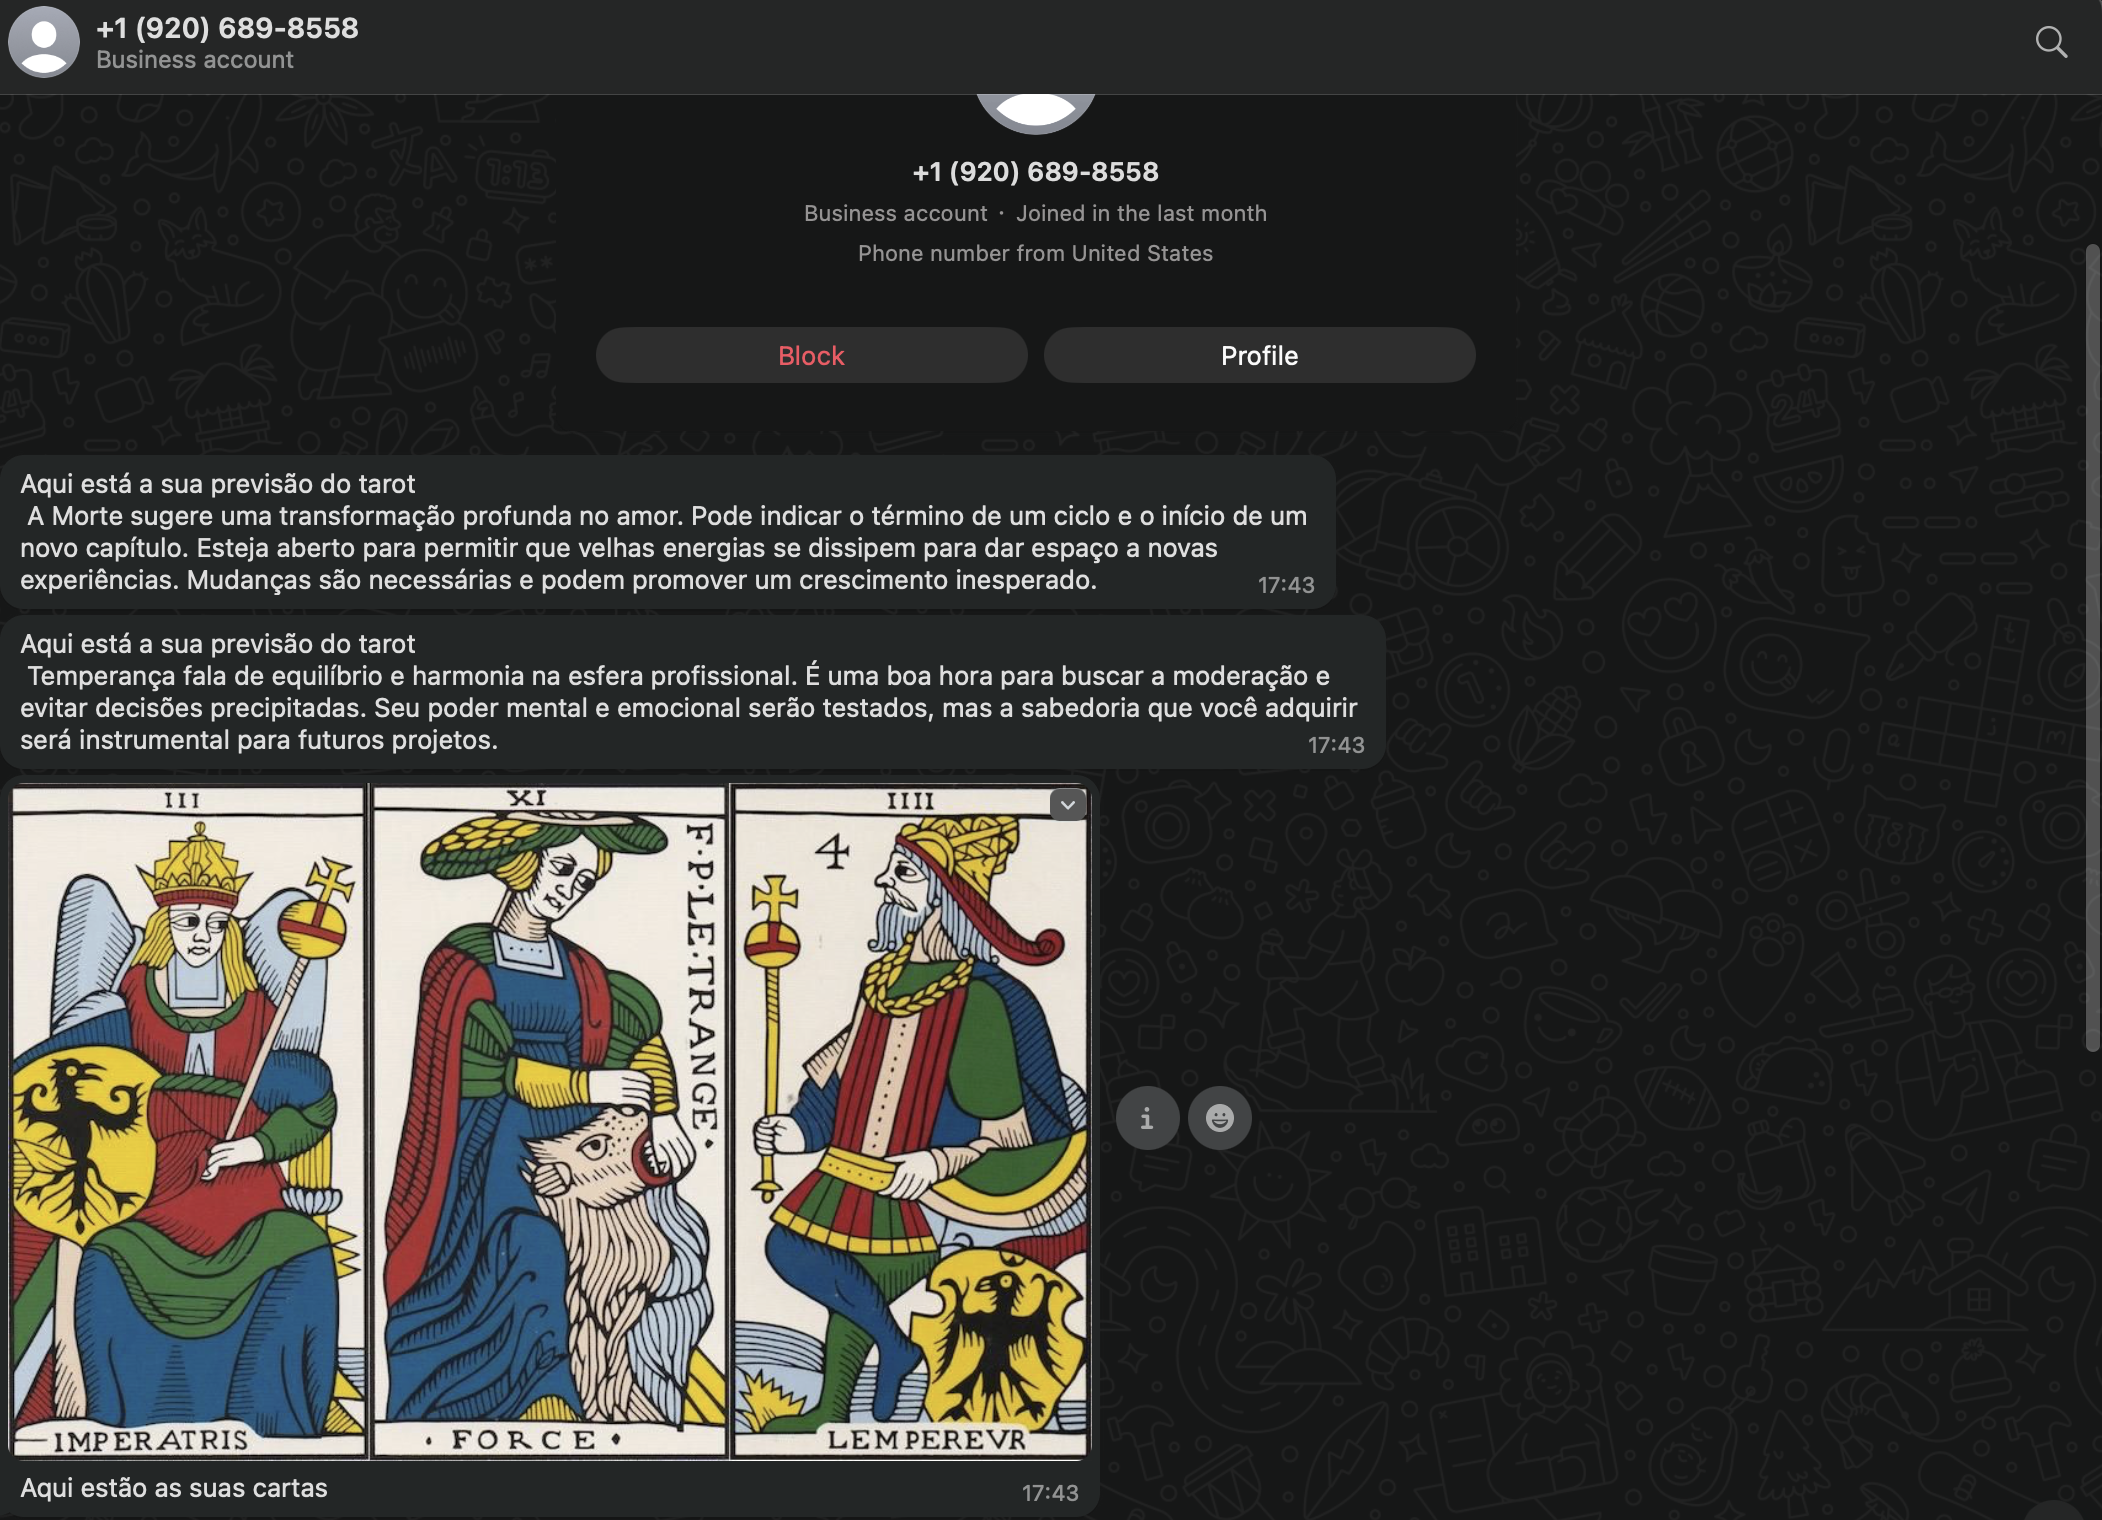 +1 (920) 689-8558
Business account
+1 (920) 689-8558
Business account · Joined in the last month
Phone number from United States
Block
Profile
Aqui está a sua previsão do tarot
A Morte sugere uma transformação profunda no amor. Pode indicar o término de um ciclo e o início de um
novo capítulo. Esteja aberto para permitir que velhas energias se dissipem para dar espaço a novas
experiências. Mudanças são necessárias e podem promover um crescimento inesperado.
17:43
Aqui está a sua previsão do tarot
Temperança fala de equilíbrio e harmonia na esfera profissional. É uma boa hora para buscar a moderação e
evitar decisões precipitadas. Seu poder mental e emocional serão testados, mas a sabedoria que você adquirir
será instrumental para futuros projetos.
17:43
III
XI
IIII
4
F·P·LE·TRANGE·
IMPERATRIS
· FORCE ·
LEMPEREVR
Aqui estão as suas cartas
17:43